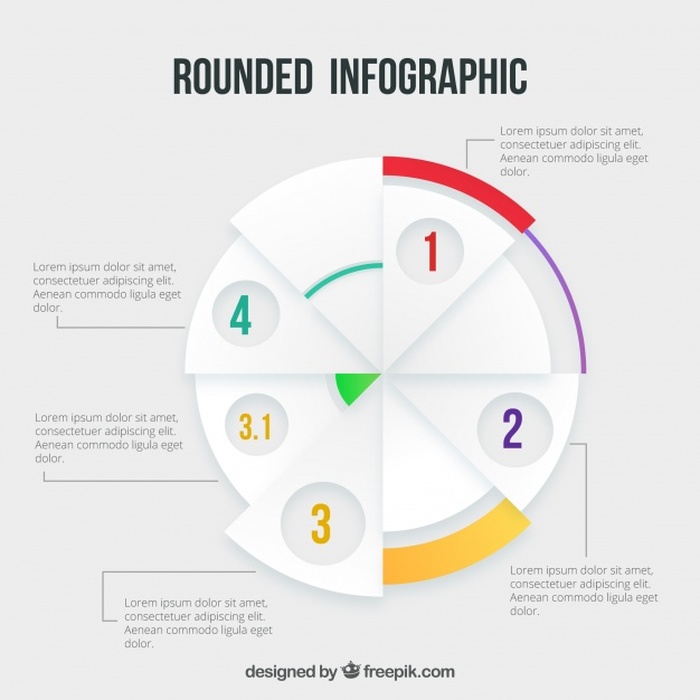 ROUNDED INFOGRAPHIC
Lorem ipsum dolor sit amet,
consectetuer adipiscing elit.
Aenean commodo ligula eget
dolor.
1
Lorem ipsum dolor sit amet,
consectetuer adipiscing elit.
Aenean commodo ligula eget
dolor.
4
2
Lorem ipsum dolor sit amet,
consectetuer adipiscing elit.
Aenean commodo ligula eget
dolor.
3.1
3
Lorem ipsum dolor sit amet,
consectetuer adipiscing elit.
Aenean commodo ligula eget
dolor.
Lorem ipsum dolor sit amet,
consectetuer adipiscing elit.
Aenean commodo ligula eget
dolor.
designed by freepik.com